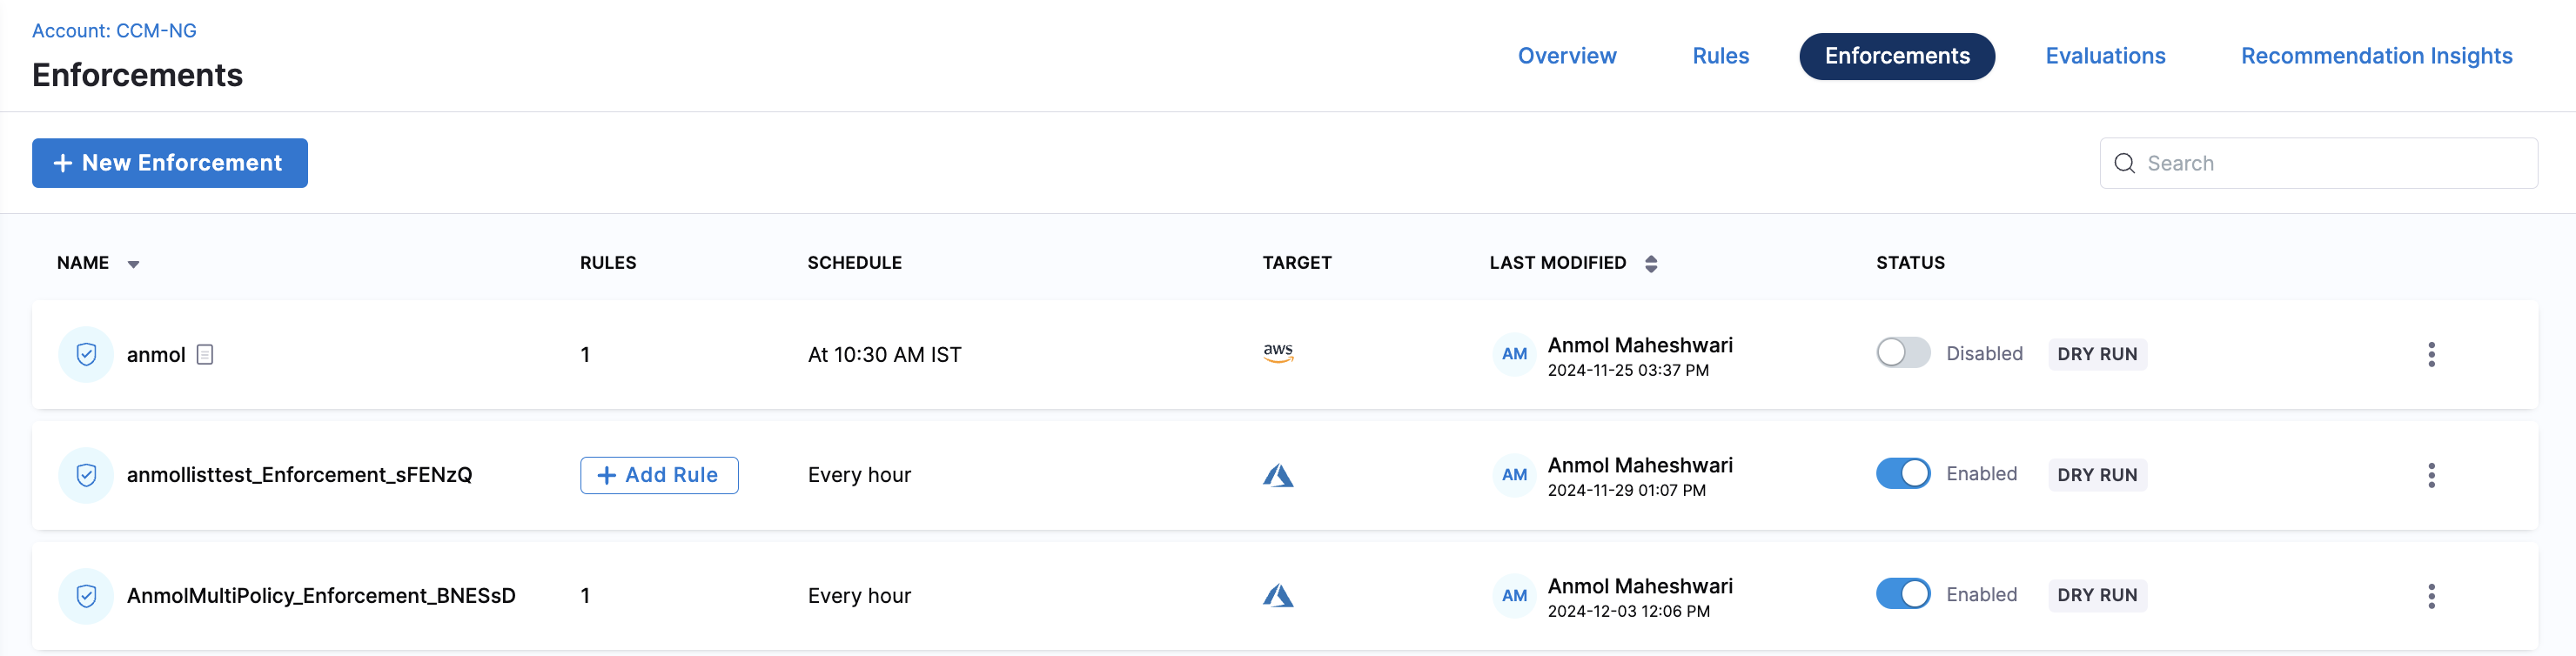 Account: CCM-NG
Enforcements
Overview Rules Enforcements Evaluations Recommendation Insights
+ New Enforcement
Search
NAME RULES SCHEDULE TARGET LAST MODIFIED STATUS
anmol 1 At 10:30 AM IST aws AM Anmol Maheshwari Disabled DRY RUN
2024-11-25 03:37 PM
anmollisttest_Enforcement_sFENzQ + Add Rule Every hour AM Anmol Maheshwari Enabled DRY RUN
2024-11-29 01:07 PM
AnmolMultiPolicy_Enforcement_BNESsD 1 Every hour AM Anmol Maheshwari Enabled DRY RUN
2024-12-03 12:06 PM